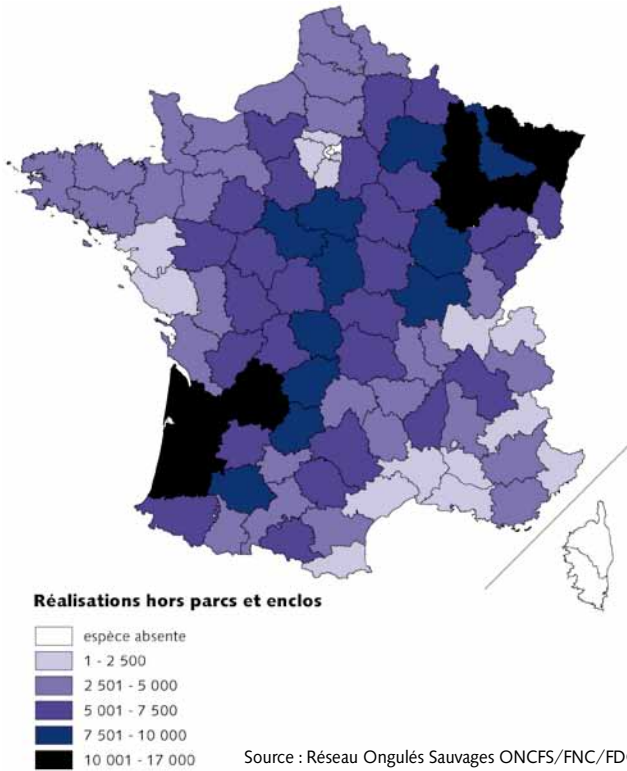 Réalisations hors parcs et enclos
espèce absente
1 - 2 500
2 501 - 5 000
5 001 - 7 500
7 501 - 10 000
10 001 - 17 000
Source : Réseau Ongulés Sauvages ONCFS/FNC/FD